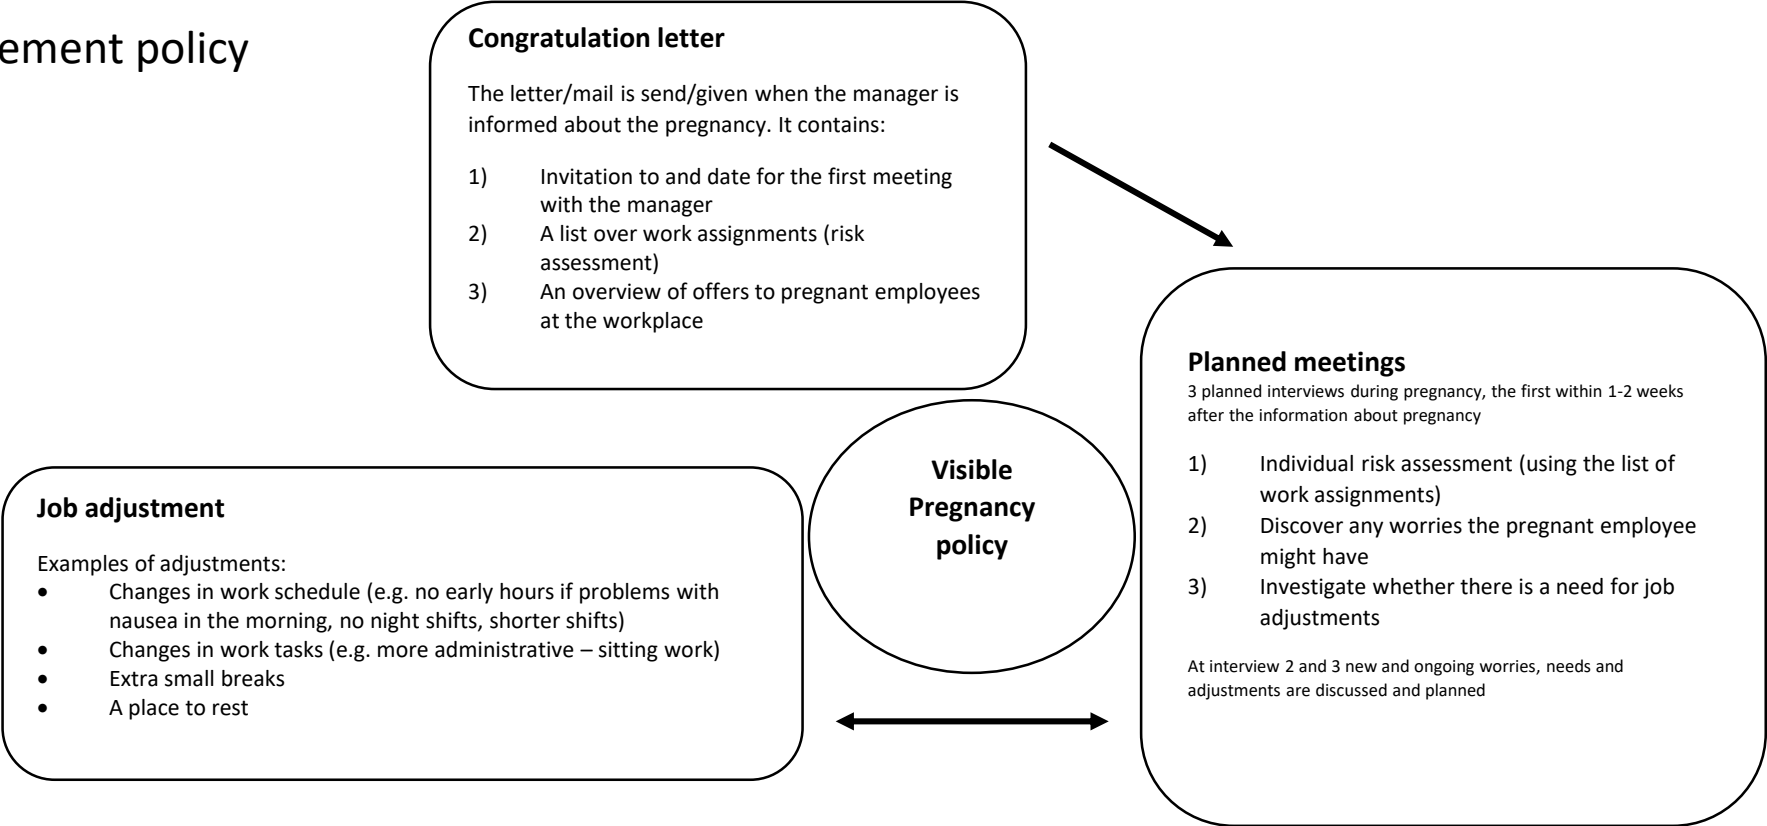 ement policy
Congratulation letter
The letter/mail is send/given when the manager is
informed about the pregnancy. It contains:
1) Invitation to and date for the first meeting
with the manager
2) A list over work assignments (risk
assessment)
3) An overview of offers to pregnant employees
at the workplace
Planned meetings
3 planned interviews during pregnancy, the first within 1-2 weeks
after the information about pregnancy
1) Individual risk assessment (using the list of
work assignments)
2) Discover any worries the pregnant employee
might have
3) Investigate whether there is a need for job
adjustments
At interview 2 and 3 new and ongoing worries, needs and
adjustments are discussed and planned
Visible
Pregnancy
policy
Job adjustment
Examples of adjustments:
• Changes in work schedule (e.g. no early hours if problems with
nausea in the morning, no night shifts, shorter shifts)
• Changes in work tasks (e.g. more administrative – sitting work)
• Extra small breaks
• A place to rest